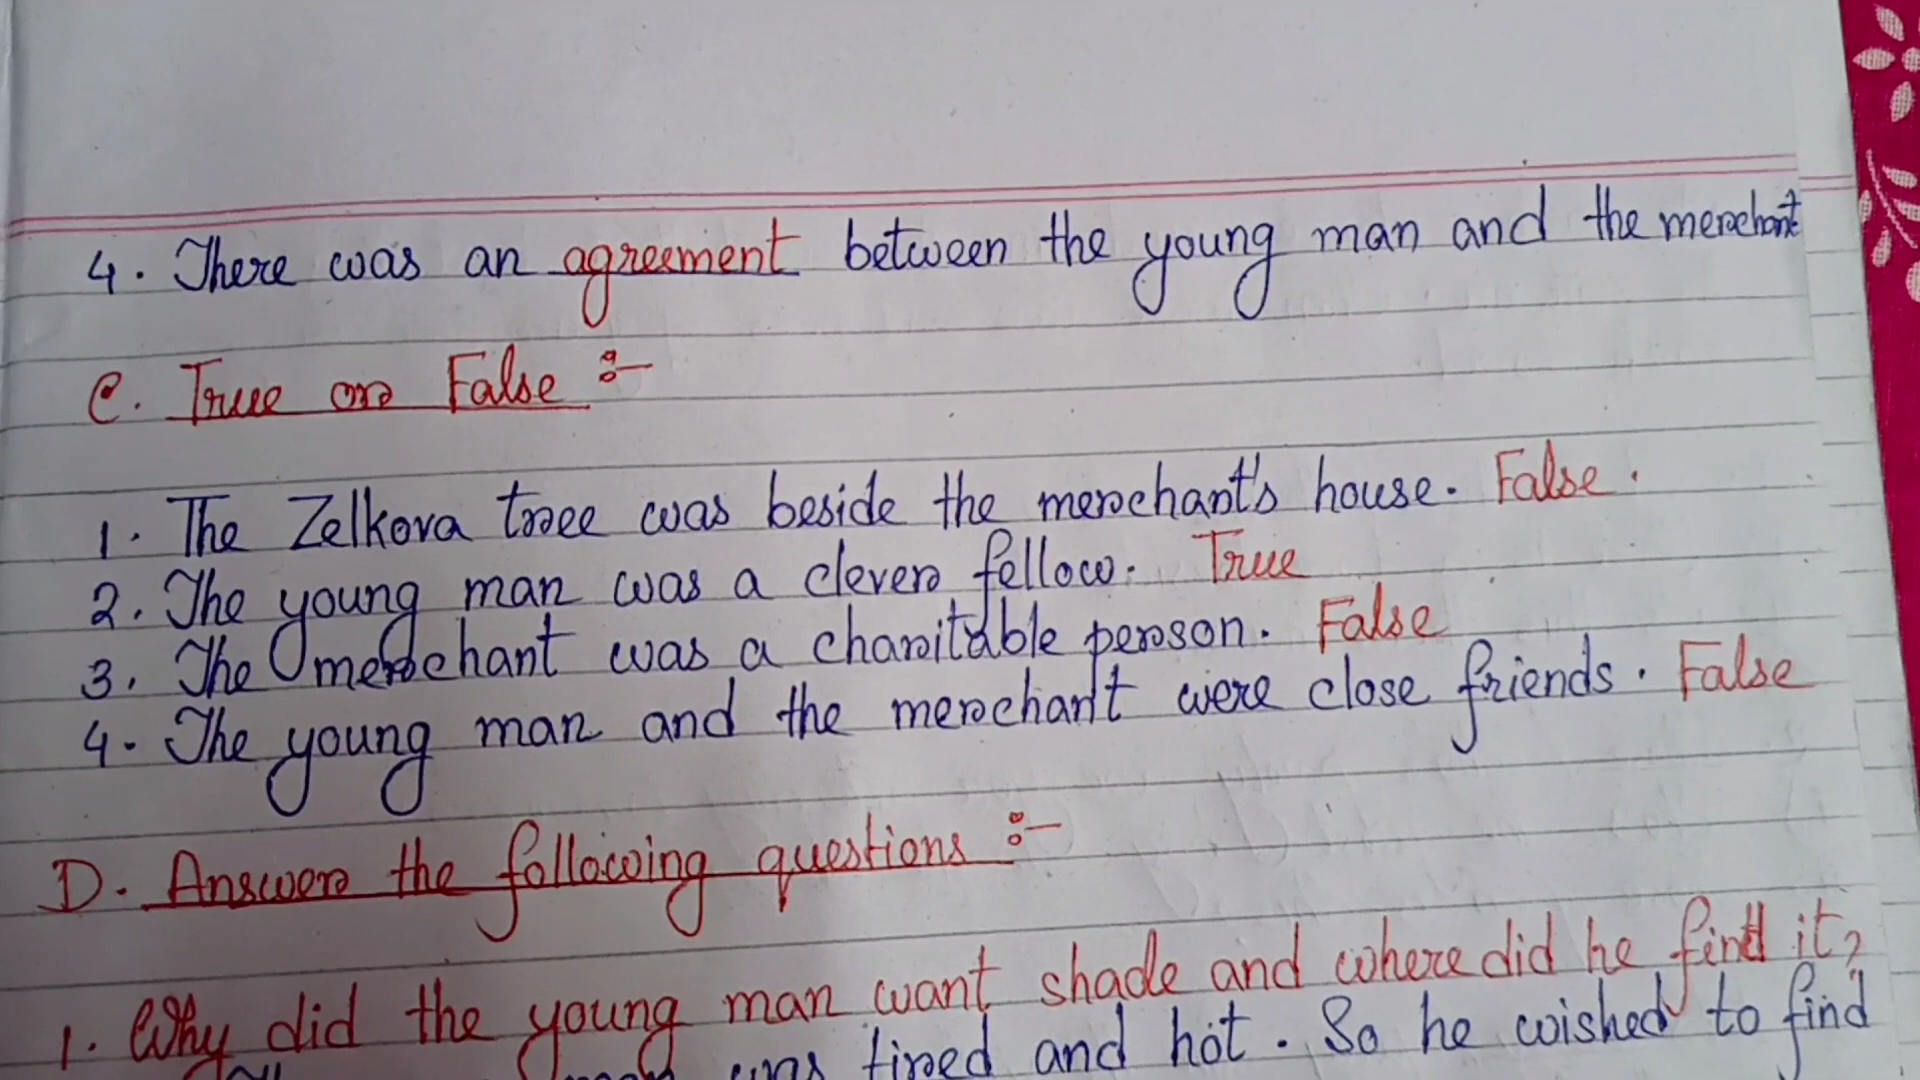 4. There was an agreement between the young man and the merchant
C. True or False :-
1. The Zelkova tree was beside the merchant's house. False.
2. The young man was a clever fellow. True
3. The merchant was a charitable person. False
4. The young man and the merchant were close friends. False
D. Answer the following questions :-
1. Why did the young man want shade and where did he find it?
was tired and hot. So he wished to find